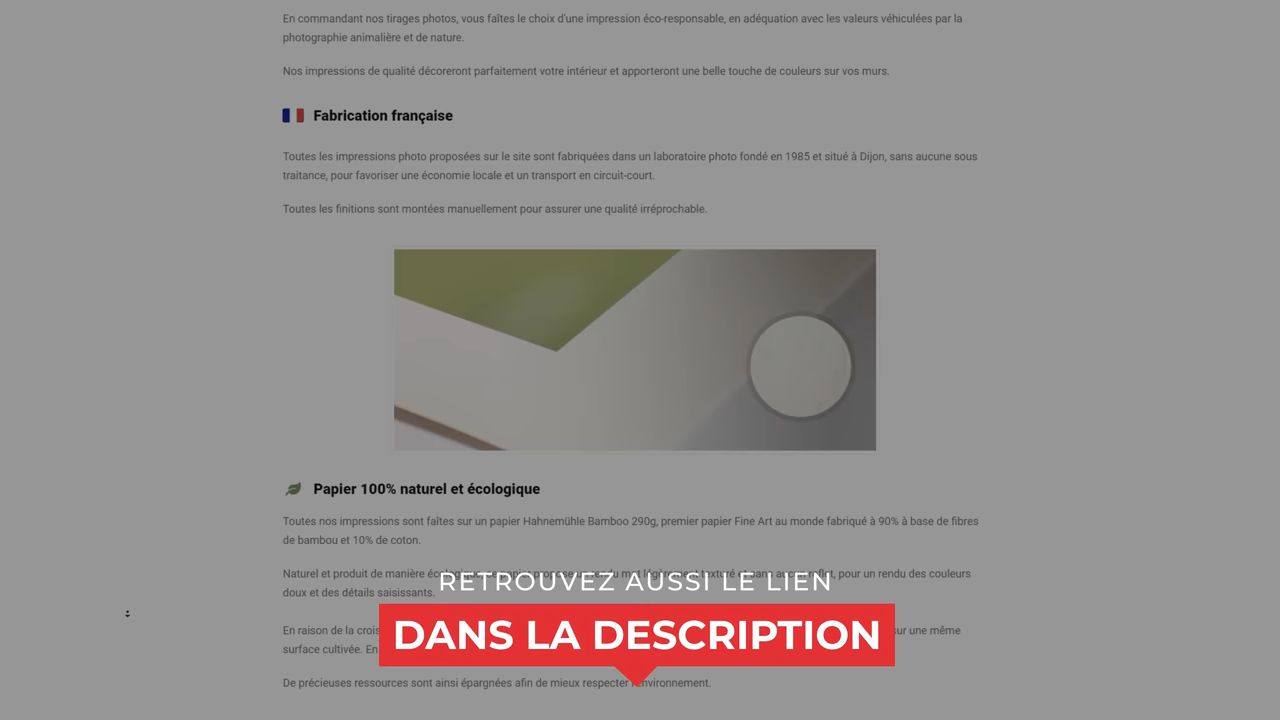 En commandant nos tirages photos, vous faîtes le choix d'une impression éco-responsable, en adéquation avec les valeurs véhiculées par la
photographie animalière et de nature.
Nos impressions de qualité décoreront parfaitement votre intérieur et apporteront une belle touche de couleurs sur vos murs.
Fabrication française
Toutes les impressions photo proposées sur le site sont fabriquées dans un laboratoire photo fondé en 1985 et situé à Dijon, sans aucune sous
traitance, pour favoriser une économie locale et un transport en circuit-court.
Toutes les finitions sont montées manuellement pour assurer une qualité irréprochable.
Papier 100% naturel et écologique
Toutes nos impressions sont faîtes sur un papier Hahnemühle Bamboo 290g, premier papier Fine Art au monde fabriqué à 90% à base de fibres
de bambou et 10% de coton.
Naturel et produit de manière pour un rendu des couleurs
RETROUVEZ AUSSI LE LIEN
doux et des détails saisissants.
En raison de la sur une même
DANS LA DESCRIPTION
surface cultivée. En
De précieuses ressources sont ainsi épargnées afin de mieux respecter l'environnement.